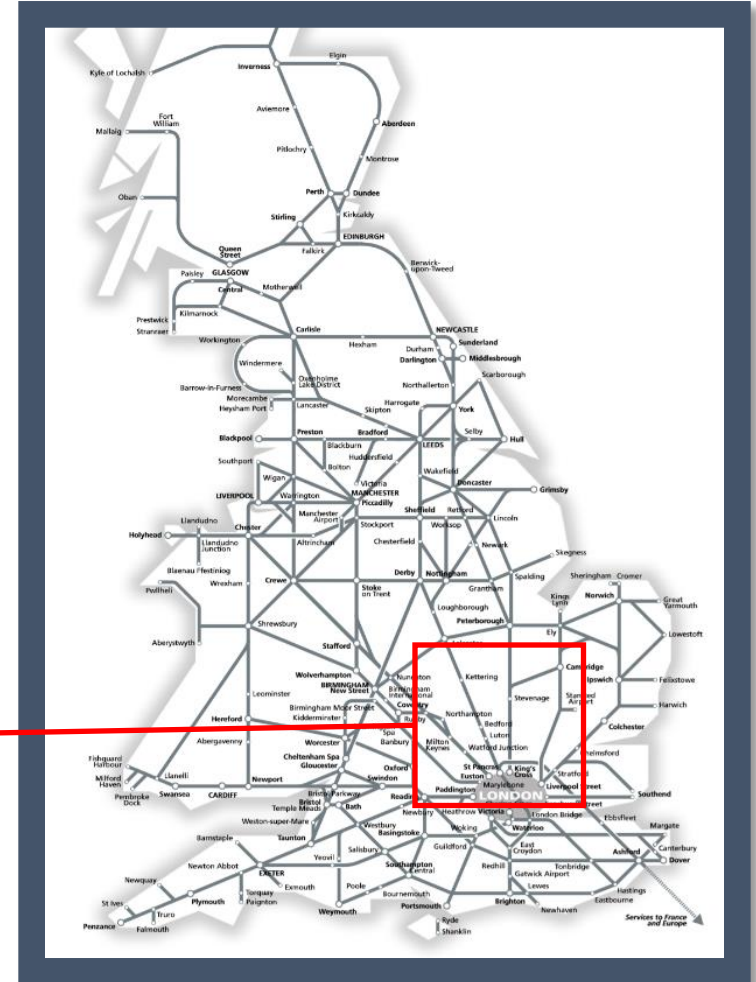 Elgin
Inverness
Kyle of Lochalsh
Aviemore
Fort
William
Mallaig
Aberdeen
Pitlochry
Montrose
Perth
Dundee
Oban
Stirling
Kirkcaldy
EDINBURGH
Queen
Street
Falkirk
Berwick-
upon-Tweed
Paisley
GLASGOW
Central
Motherwell
Prestwick
Kilmarnock
Stranraer
Carlisle
NEWCASTLE
Workington
Hexham
Sunderland
Durham
Darlington
Middlesbrough
Windermere
Scarborough
Oxenholme
Lake District
Northallerton
Barrow-in-Furness
Morecambe
Lancaster
Harrogate
York
Heysham Port
Skipton
Preston
Bradford
Selby
Blackpool
LEEDS
Hull
Blackburn
Huddersfield
Southport
Bolton
Wakefield
Wigan
Victoria
Doncaster
MANCHESTER
Grimsby
LIVERPOOL
Warrington
Piccadilly
Sheffield
Retford
Manchester
Airport
Lincoln
Llandudno
Stockport
Worksop
Chester
Holyhead
Llandudno
Junction
Altrincham
Chesterfield
Newark
Skegness
Blaenau Ffestiniog
Derby
Nottingham
Spalding
Sheringham
Cromer
Pwllheli
Wrexham
Crewe
Stoke
on Trent
Grantham
Kings
Lynn
Norwich
Great
Yarmouth
Loughborough
Peterborough
Shrewsbury
Ely
Lowestoft
Aberystwyth
Stafford
Cambridge
Wolverhampton
Nuneaton
Kettering
Ipswich
Felixstowe
BIRMINGHAM
New Street
Birmingham
International
Stansted
Airport
Leominster
Stevenage
Harwich
Birmingham Moor Street
Coventry
Northampton
Kidderminster
Rugby
Colchester
Hereford
Bedford
Spa
Worcester
Banbury
Milton
Keynes
Luton
Abergavenny
Watford Junction
Chelmsford
Cheltenham Spa
Fishguard
Harbour
Gloucester
Oxford
St Pancras
King's
Cross
Stratford
Euston
Milford
Haven
Llanelli
Newport
Swindon
Marylebone
Liverpool Street
Paddington
LONDON
Southend
Pembroke
Dock
Swansea
CARDIFF
Bristol Parkway
Reading
Bristol
Temple Meads
Bath
Newbury
Heathrow
Victoria
London Bridge
Ebbsfleet
Weston-super-Mare
Waterloo
Margate
Westbury
Basingstoke
Woking
East
Croydon
Barnstaple
Taunton
Canterbury
Yeovil
Salisbury
Guildford
Redhill
Ashford
Dover
Newton Abbot
Southampton
Central
Gatwick Airport
Tonbridge
EXETER
Newquay
Exmouth
Poole
Lewes
Hastings
Plymouth
Torquay
Paignton
Bournemouth
Eastbourne
St Ives
Weymouth
Portsmouth
Brighton
Newhaven
Truro
Services to France
and Europe
Penzance
Falmouth
Ryde
Shanklin